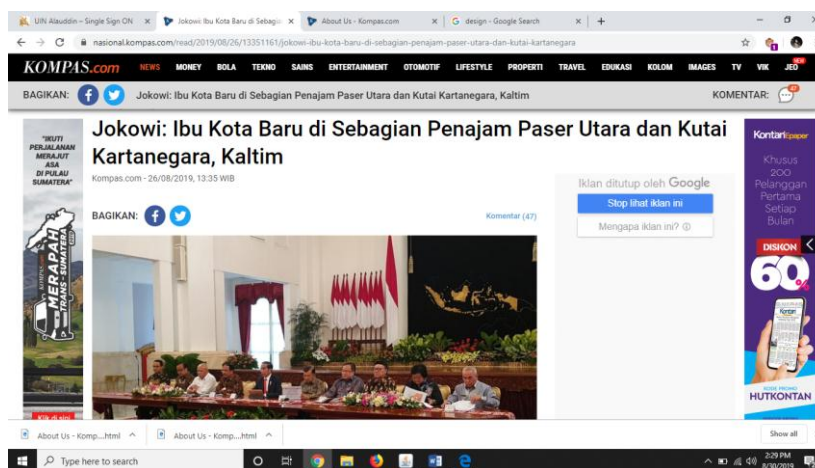 UIN Alauddin – Single Sign ON
Jokowi: Ibu Kota Baru di Sebagia
About Us - Kompas.com
design - Google Search
nasional.kompas.com/read/2019/08/26/13351161/jokowi-ibu-kota-baru-di-sebagian-penajam-paser-utara-dan-kutai-kartanegara
KOMPAS.com
NEWS MONEY BOLA TEKNO SAINS ENTERTAINMENT OTOMOTIF LIFESTYLE PROPERTI TRAVEL EDUKASI KOLOM IMAGES TV VIK JEO
BAGIKAN:
Jokowi: Ibu Kota Baru di Sebagian Penajam Paser Utara dan Kutai Kartanegara, Kaltim
KOMENTAR:
"IKUTI
PERJALANAN
MERAJUT
ASA
DI PULAU
SUMATERA"
MERAPAH
TRANS-SUMATERA
Klik di sini
Jokowi: Ibu Kota Baru di Sebagian Penajam Paser Utara dan Kutai
Kartanegara, Kaltim
Kompas.com - 26/08/2019, 13:35 WIB
BAGIKAN:
Komentar (47)
Iklan ditutup oleh Google
Stop lihat iklan ini
Mengapa iklan ini?
Kontan epaper
Khusus
200
Pelanggan
Pertama
Setiap
Bulan
DISKON
60%
Kontan
KODE PROMO
HUTKONTAN
About Us - Komp....html
About Us - Komp....html
Show all
Type here to search
2:29 PM
8/30/2019